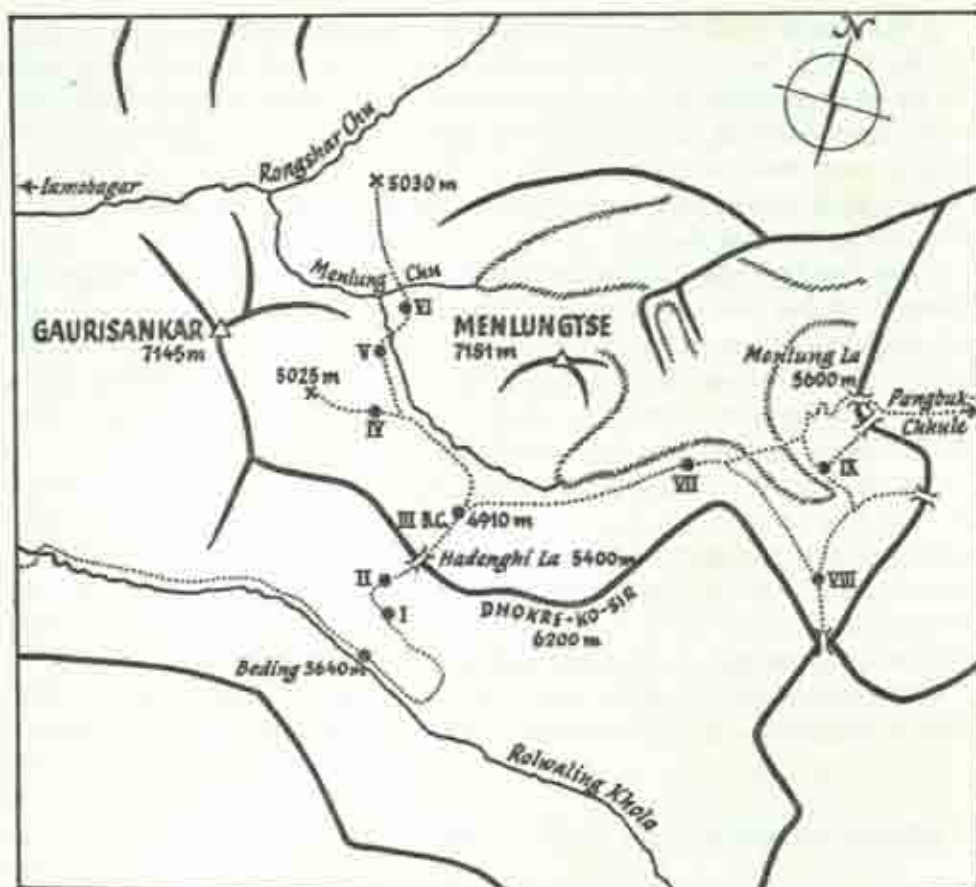 N
Rongshar Chu
←Lamobagar
5030 m
Menlung Chu
VI
GAURISANKAR
7145 m
MENLUNGTSE
7181 m
V
Menlung La
5600 m
5025 m
IV
Pangbuk-
Chhule
VII
IX
III B.C.
4910 m
Hadenghi La 5400 m
II
VIII
I
DHOKRE-KO-SIR
6200 m
Beding 3640 m
Rolwaling Khola